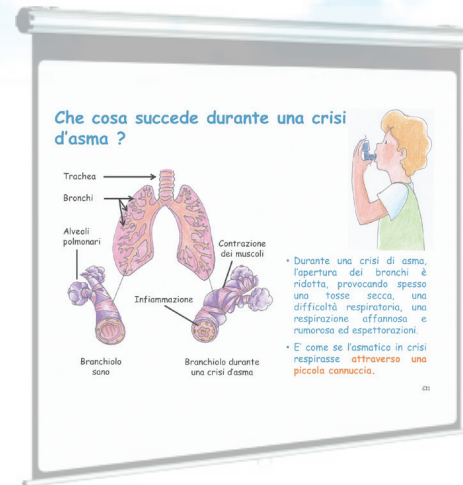 Che cosa succede durante una crisi
d'asma ?
Trachea
Bronchi
Alveoli
polmonari
Contrazione
dei muscoli
Infiammazione
Branchiolo
sano
Branchiolo durante
una crisi d'asma
• Durante una crisi di asma,
l'apertura dei bronchi è
ridotta, provocando spesso
una tosse secca, una
difficoltà respiratoria, una
respirazione affannosa e
rumorosa ed espettorazioni.
• E' come se l'asmatico in crisi
respirasse attraverso una
piccola cannuccia.